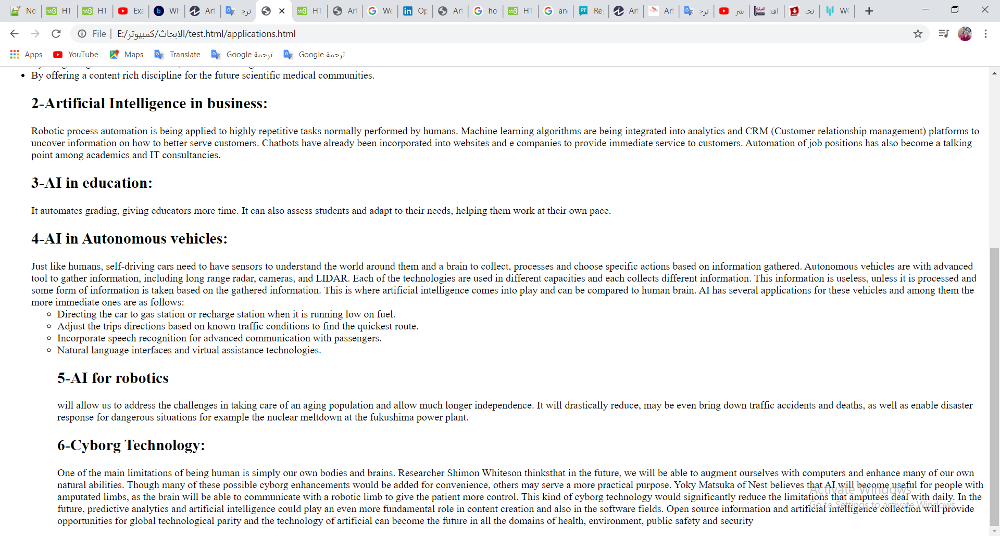 No
HT
HT
Exa
Wh
Art
ترج
HT
Art
We
Op
Art
ho
HT
an
Re
Art
Art
ترج
شر
افد
تحد
WO
File
E:/الابحاث/كمبيوتر/test.html/applications.html
Apps
YouTube
Maps
Translate
ترجمة Google
ترجمة Google
By offering a content rich discipline for the future scientific medical communities.
2-Artificial Intelligence in business:
Robotic process automation is being applied to highly repetitive tasks normally performed by humans. Machine learning algorithms are being integrated into analytics and CRM (Customer relationship management) platforms to
uncover information on how to better serve customers. Chatbots have already been incorporated into websites and e companies to provide immediate service to customers. Automation of job positions has also become a talking
point among academics and IT consultancies.
3-AI in education:
It automates grading, giving educators more time. It can also assess students and adapt to their needs, helping them work at their own pace.
4-AI in Autonomous vehicles:
Just like humans, self-driving cars need to have sensors to understand the world around them and a brain to collect, processes and choose specific actions based on information gathered. Autonomous vehicles are with advanced
tool to gather information, including long range radar, cameras, and LIDAR. Each of the technologies are used in different capacities and each collects different information. This information is useless, unless it is processed and
some form of information is taken based on the gathered information. This is where artificial intelligence comes into play and can be compared to human brain. AI has several applications for these vehicles and among them the
more immediate ones are as follows:
Directing the car to gas station or recharge station when it is running low on fuel.
Adjust the trips directions based on known traffic conditions to find the quickest route.
Incorporate speech recognition for advanced communication with passengers.
Natural language interfaces and virtual assistance technologies.
5-AI for robotics
will allow us to address the challenges in taking care of an aging population and allow much longer independence. It will drastically reduce, may be even bring down traffic accidents and deaths, as well as enable disaster
response for dangerous situations for example the nuclear meltdown at the fukushima power plant.
6-Cyborg Technology:
One of the main limitations of being human is simply our own bodies and brains. Researcher Shimon Whiteson thinksthat in the future, we will be able to augment ourselves with computers and enhance many of our own
natural abilities. Though many of these possible cyborg enhancements would be added for convenience, others may serve a more practical purpose. Yoky Matsuka of Nest believes that AI will become useful for people with
amputated limbs, as the brain will be able to communicate with a robotic limb to give the patient more control. This kind of cyborg technology would significantly reduce the limitations that amputees deal with daily. In the
future, predictive analytics and artificial intelligence could play an even more fundamental role in content creation and also in the software fields. Open source information and artificial intelligence collection will provide
opportunities for global technological parity and the technology of artificial can become the future in all the domains of health, environment, public safety and security
Activate Windows
Go to Settings to activate Windows.